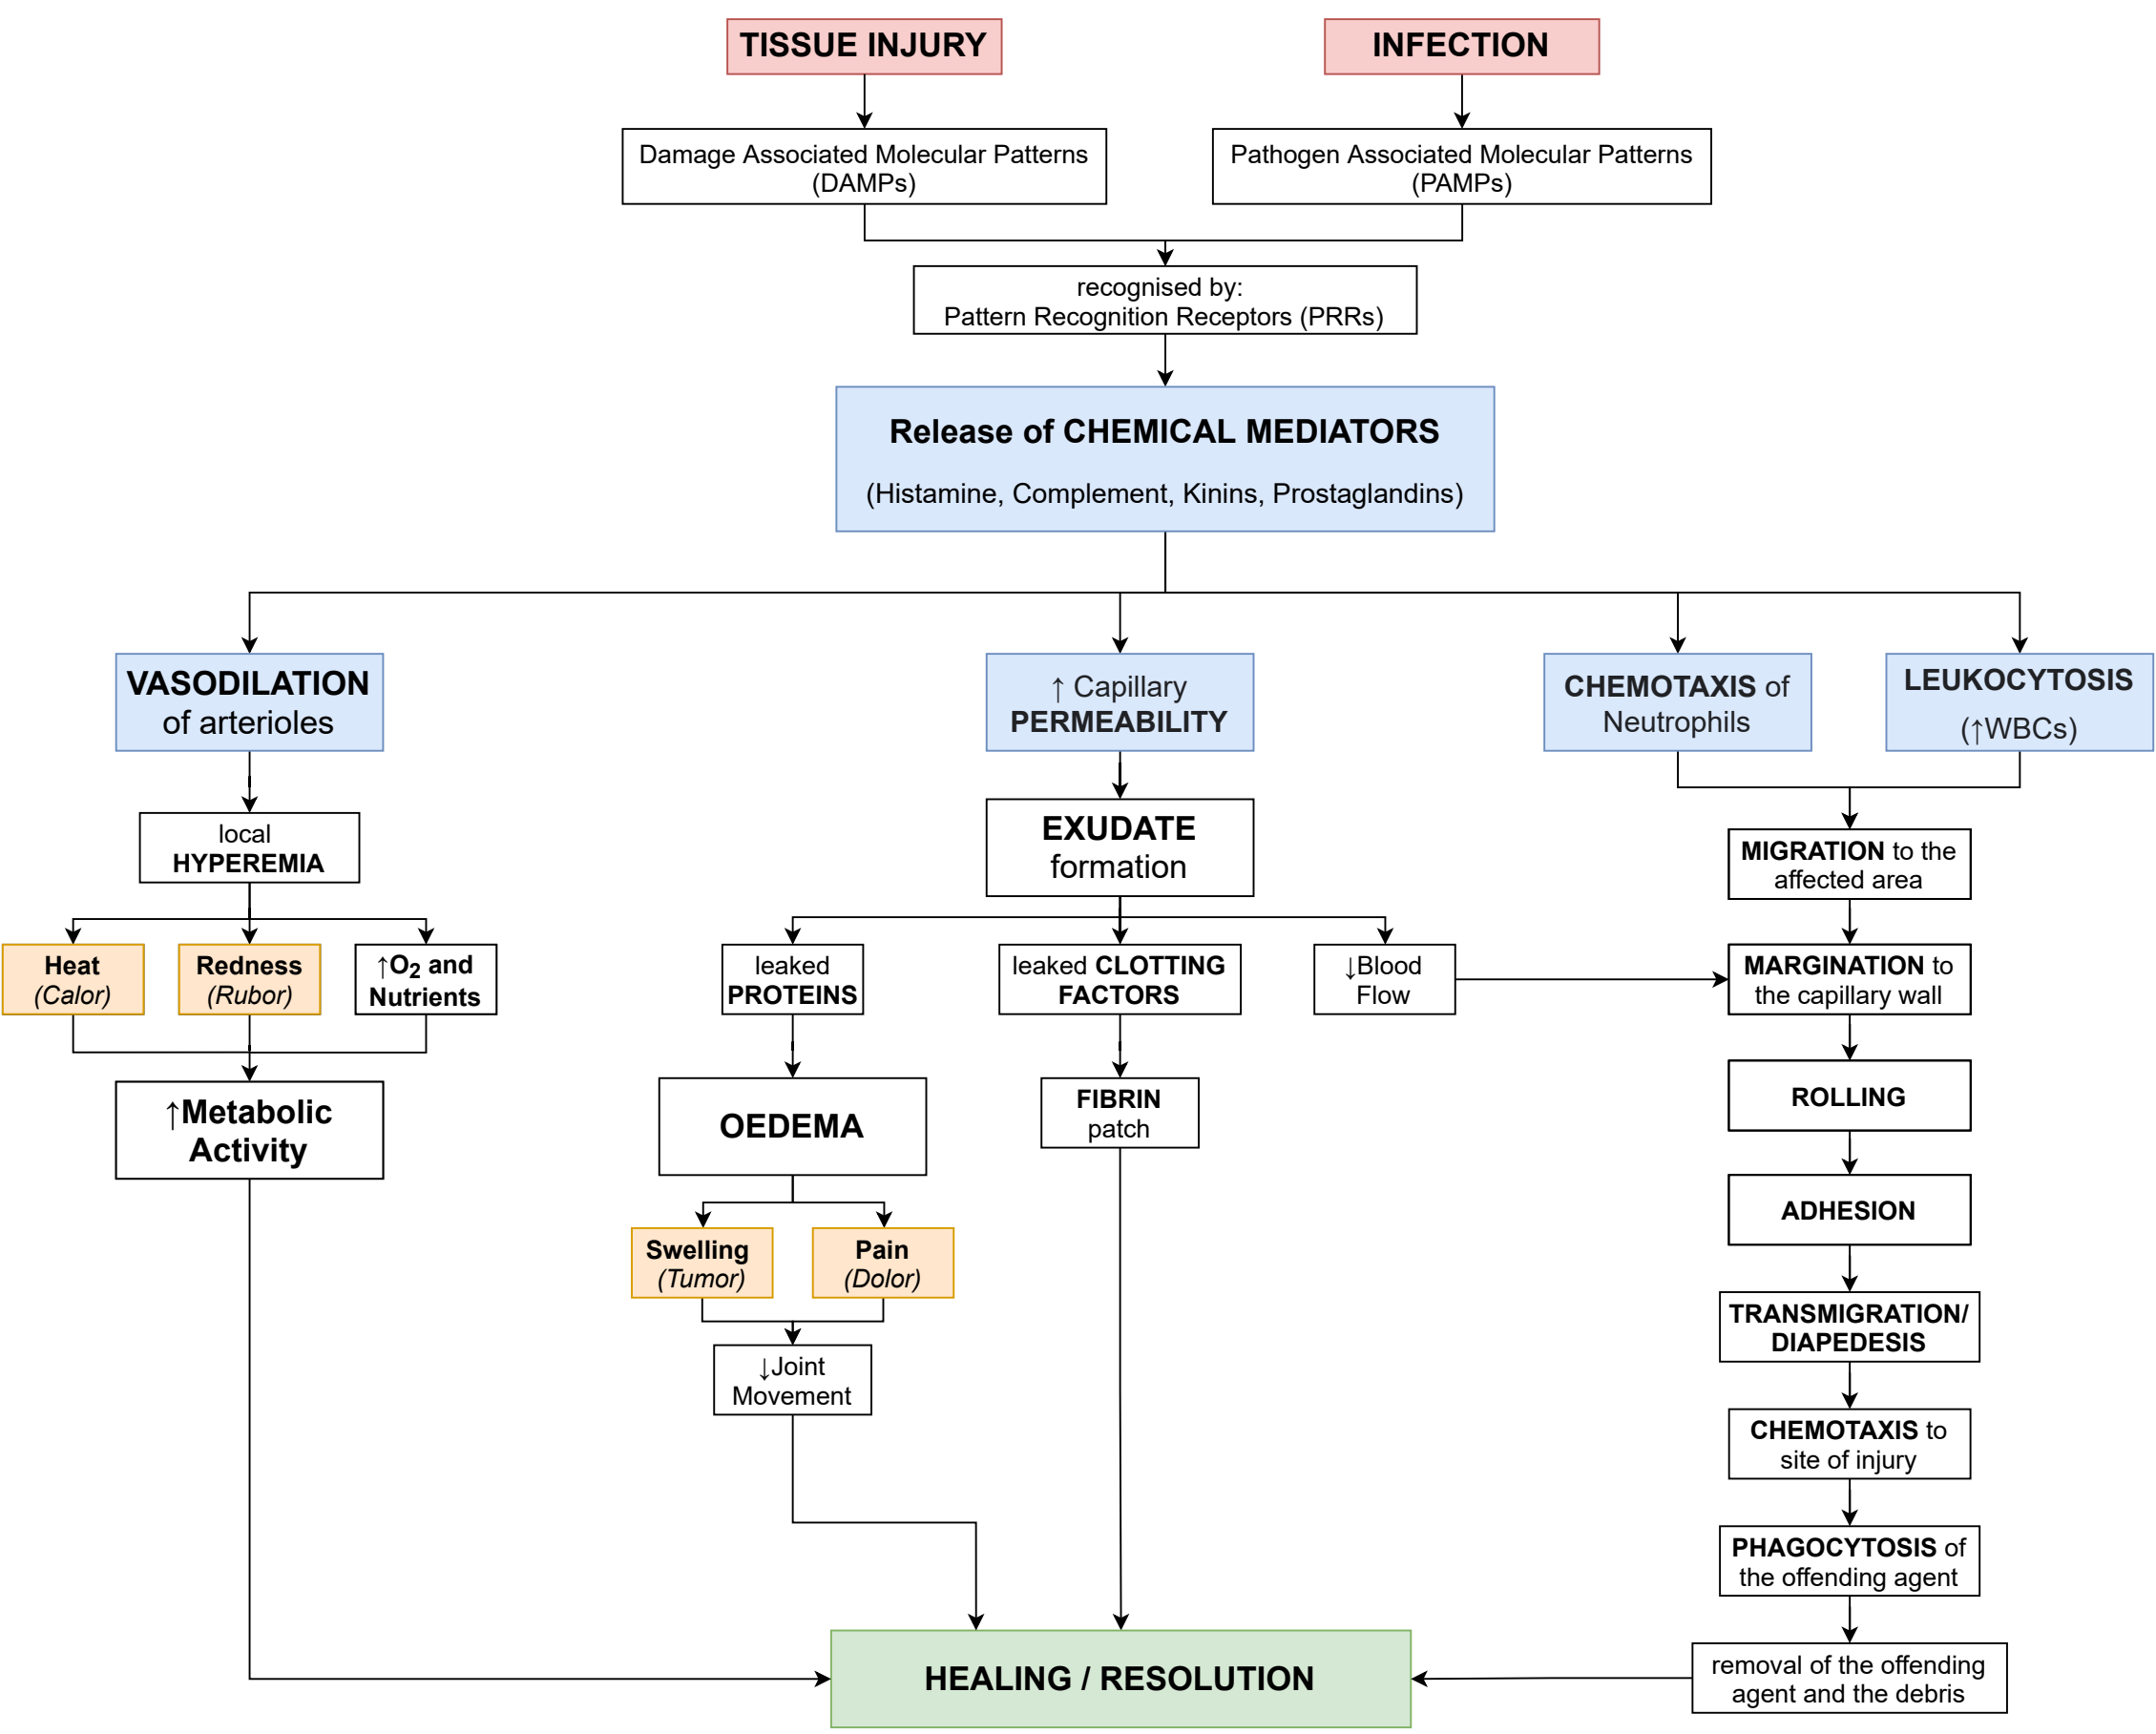 TISSUE INJURY
INFECTION
Damage Associated Molecular Patterns
(DAMPs)
Pathogen Associated Molecular Patterns
(PAMPs)
recognised by:
Pattern Recognition Receptors (PRRs)
Release of CHEMICAL MEDIATORS
(Histamine, Complement, Kinins, Prostaglandins)
VASODILATION
of arterioles
↑ Capillary
PERMEABILITY
CHEMOTAXIS of
Neutrophils
LEUKOCYTOSIS
(↑WBCs)
local
HYPEREMIA
EXUDATE
formation
MIGRATION to the
affected area
Heat
(Calor)
Redness
(Rubor)
↑O₂ and
Nutrients
leaked
PROTEINS
leaked CLOTTING
FACTORS
↓Blood
Flow
MARGINATION to
the capillary wall
↑Metabolic
Activity
OEDEMA
FIBRIN
patch
ROLLING
ADHESION
Swelling
(Tumor)
Pain
(Dolor)
TRANSMIGRATION/
DIAPEDESIS
↓Joint
Movement
CHEMOTAXIS to
site of injury
PHAGOCYTOSIS of
the offending agent
HEALING / RESOLUTION
removal of the offending
agent and the debris